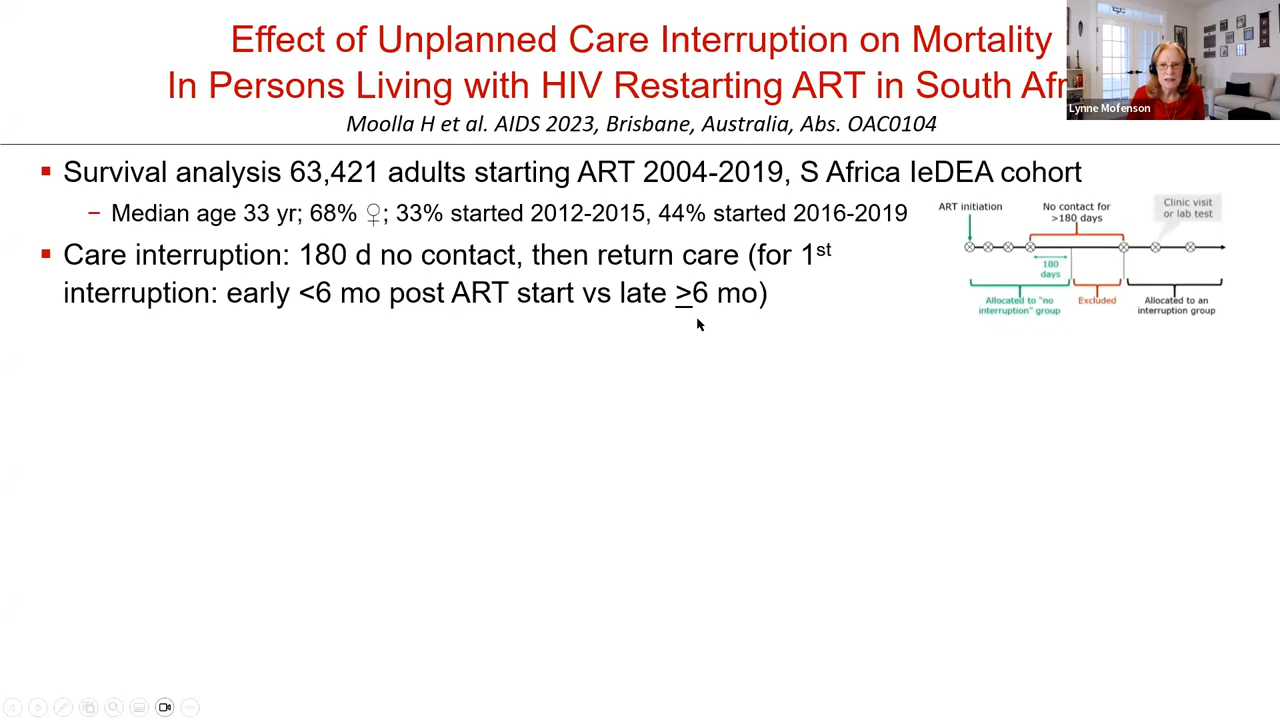 Effect of Unplanned Care Interruption on Mortality
In Persons Living with HIV Restarting ART in South Afr
Lynne Mofenson
Moolla H et al. AIDS 2023, Brisbane, Australia, Abs. OAC0104
▪ Survival analysis 63,421 adults starting ART 2004-2019, S Africa IeDEA cohort
− Median age 33 yr; 68% ♀; 33% started 2012-2015, 44% started 2016-2019
▪ Care interruption: 180 d no contact, then return care (for 1st
interruption: early <6 mo post ART start vs late >6 mo)
ART initiation
No contact for
>180 days
Clinic visit
or lab test
180
days
Allocated to "no
interruption" group
Excluded
Allocated to an
interruption group